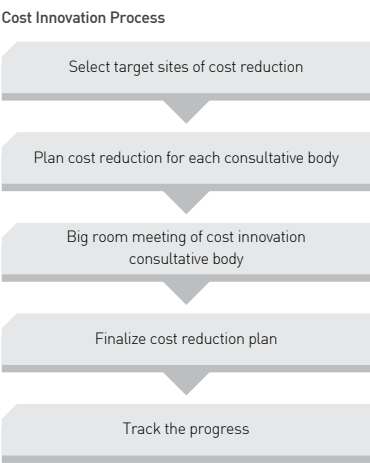 Cost Innovation Process
Select target sites of cost reduction
Plan cost reduction for each consultative body
Big room meeting of cost innovation
consultative body
Finalize cost reduction plan
Track the progress